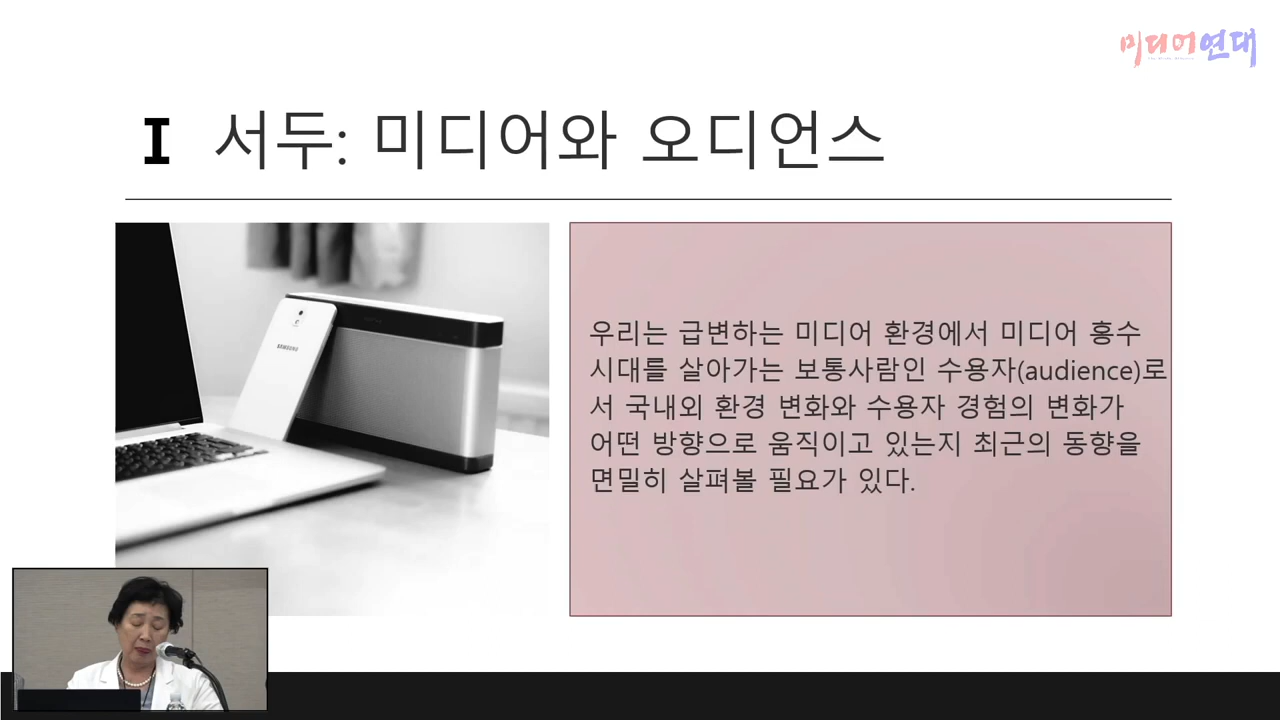 미디어연대
I 서두: 미디어와 오디언스
SAMSUNG
우리는 급변하는 미디어 환경에서 미디어 홍수
시대를 살아가는 보통사람인 수용자(audience)로
서 국내외 환경 변화와 수용자 경험의 변화가
어떤 방향으로 움직이고 있는지 최근의 동향을
면밀히 살펴볼 필요가 있다.